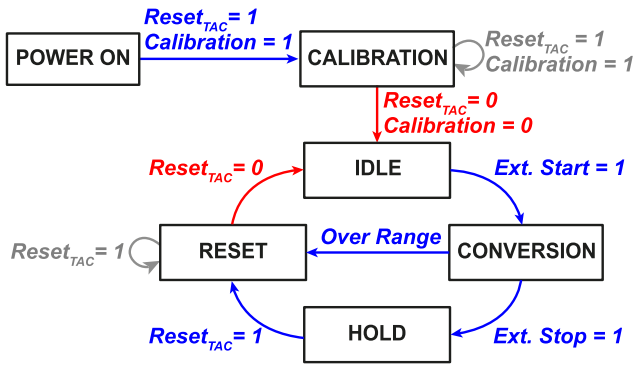 Reset_TAC = 1
Calibration = 1
POWER ON
CALIBRATION
Reset_TAC = 1
Calibration = 1
Reset_TAC = 0
Calibration = 0
Reset_TAC = 0
IDLE
Ext. Start = 1
Reset_TAC = 1
RESET
Over Range
CONVERSION
Reset_TAC = 1
HOLD
Ext. Stop = 1